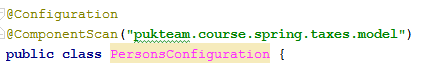 @Configuration
@ComponentScan("pukteam.course.spring.taxes.model")
public class PersonsConfiguration {